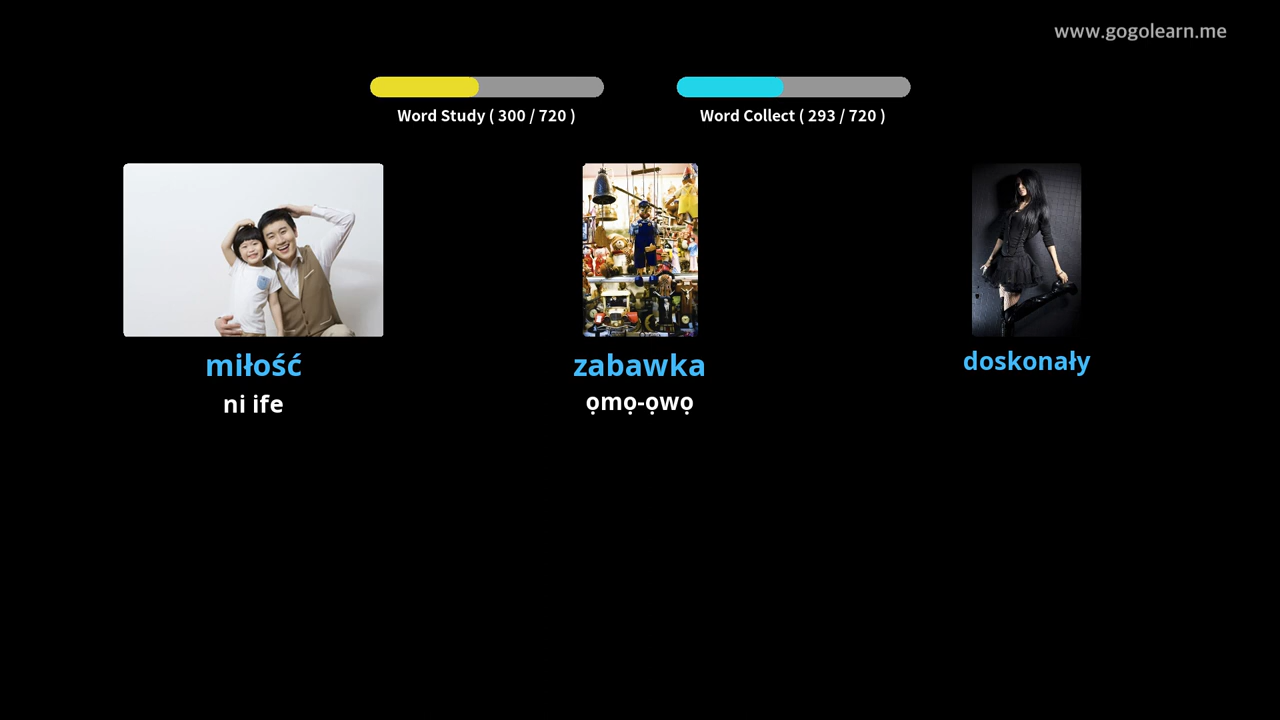 www.gogolearn.me
Word Study ( 300 / 720 )
Word Collect ( 293 / 720 )
miłość
zabawka
doskonały
ni ife
ọmọ-ọwọ